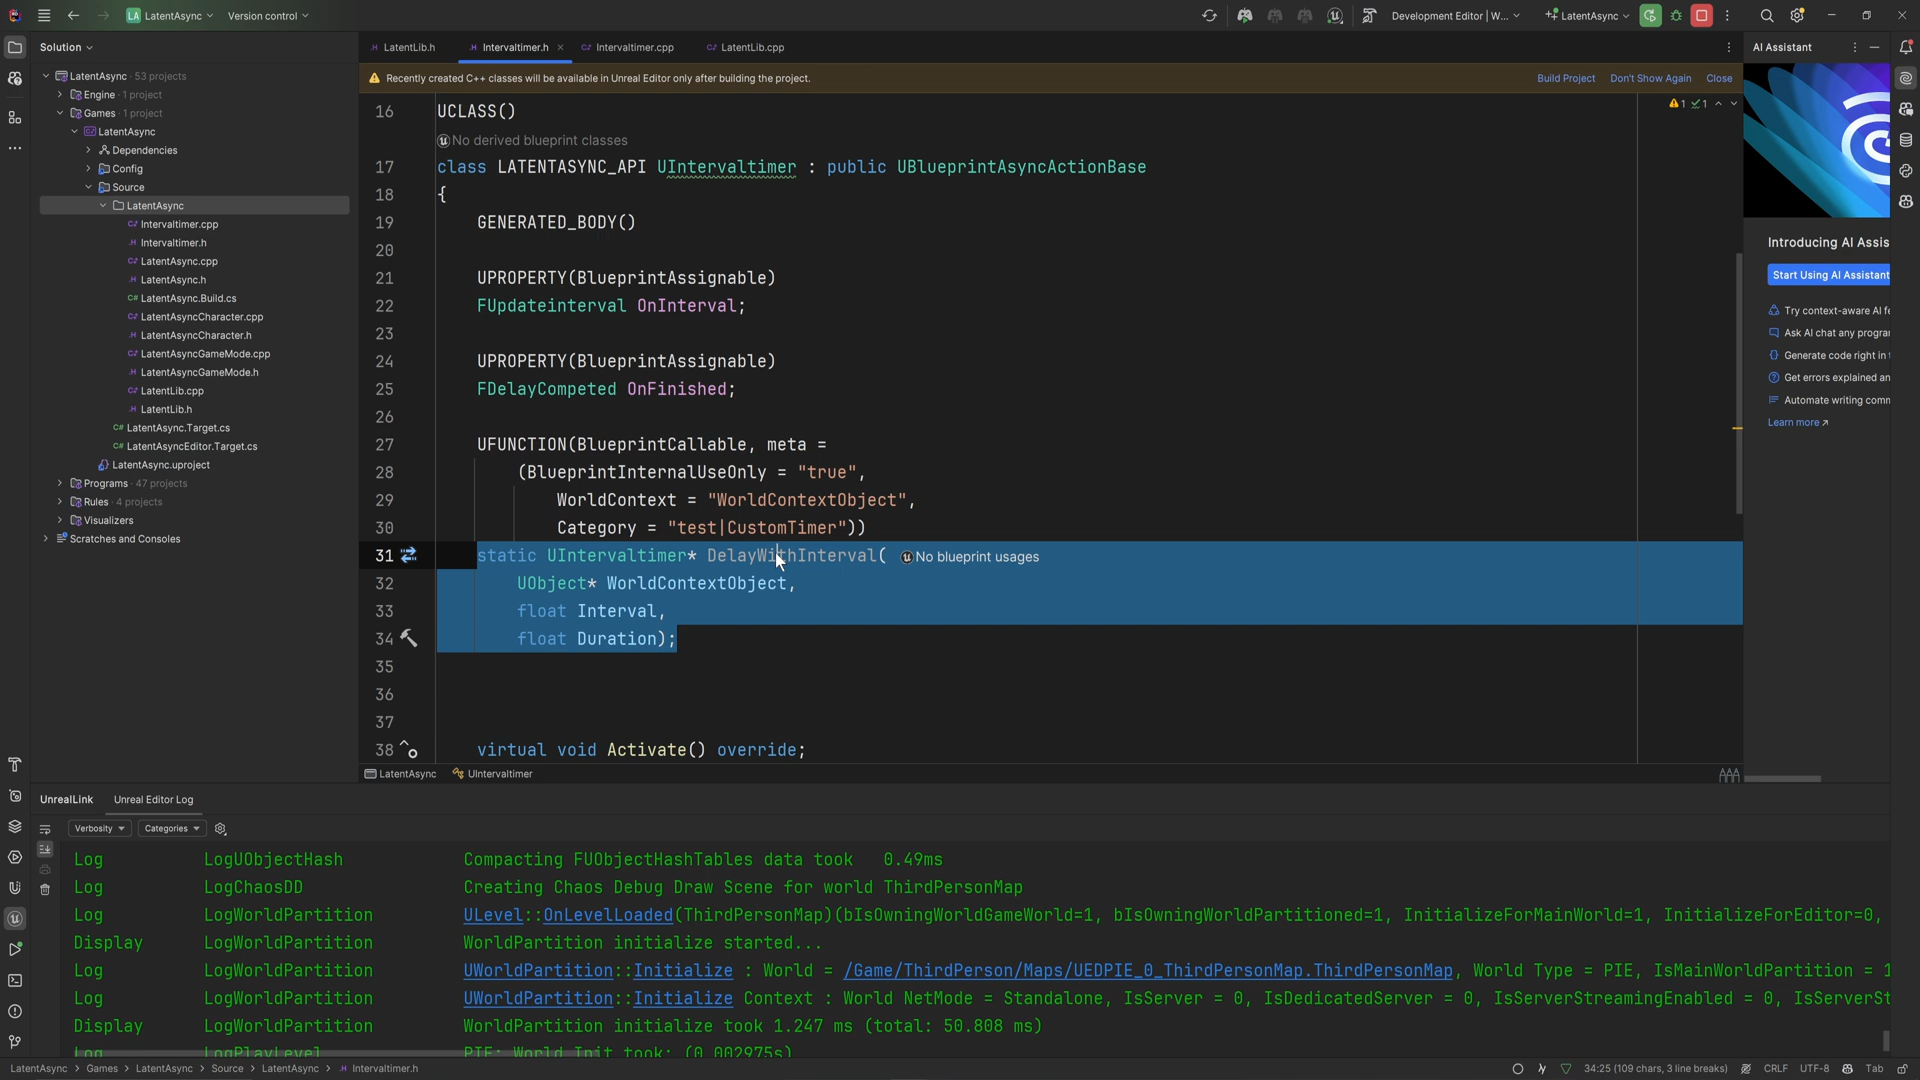 LA LatentAsync Version control Development Editor | W... LatentAsync
Solution LatentLib.h Intervaltimer.h Intervaltimer.cpp LatentLib.cpp AI Assistant
Recently created C++ classes will be available in Unreal Editor only after building the project. Build Project Don't Show Again Close
LatentAsync · 53 projects
Engine · 1 project
Games · 1 project
LatentAsync
Dependencies
Config
Source
LatentAsync
Intervaltimer.cpp
Intervaltimer.h
LatentAsync.cpp
LatentAsync.h
C# LatentAsync.Build.cs
LatentAsyncCharacter.cpp
LatentAsyncCharacter.h
LatentAsyncGameMode.cpp
LatentAsyncGameMode.h
LatentLib.cpp
LatentLib.h
C# LatentAsync.Target.cs
C# LatentAsyncEditor.Target.cs
LatentAsync.uproject
Programs · 47 projects
Rules · 4 projects
Visualizers
Scratches and Consoles
1 1
16 UCLASS()
No derived blueprint classes
17 class LATENTASYNC_API UIntervaltimer : public UBlueprintAsyncActionBase
18 {
19 GENERATED_BODY()
20
21 UPROPERTY(BlueprintAssignable)
22 FUpdateinterval OnInterval;
23
24 UPROPERTY(BlueprintAssignable)
25 FDelayCompeted OnFinished;
26
27 UFUNCTION(BlueprintCallable, meta =
28 (BlueprintInternalUseOnly = "true",
29 WorldContext = "WorldContextObject",
30 Category = "test|CustomTimer"))
31 static UIntervaltimer* DelayWithInterval( No blueprint usages
32 UObject* WorldContextObject,
33 float Interval,
34 float Duration);
35
36
37
38 virtual void Activate() override;
LatentAsync UIntervaltimer
Introducing AI Assis
Start Using AI Assistant
Try context-aware AI fe
Ask AI chat any progra
Generate code right in
Get errors explained an
Automate writing comm
Learn more
UnrealLink Unreal Editor Log
Verbosity Categories
Log LogUObjectHash Compacting FUObjectHashTables data took 0.49ms
Log LogChaosDD Creating Chaos Debug Draw Scene for world ThirdPersonMap
Log LogWorldPartition ULevel::OnLevelLoaded(ThirdPersonMap)(bIsOwningWorldGameWorld=1, bIsOwningWorldPartitioned=1, InitializeForMainWorld=1, InitializeForEditor=0,
Display LogWorldPartition WorldPartition initialize started...
Log LogWorldPartition UWorldPartition::Initialize : World = /Game/ThirdPerson/Maps/UEDPIE_0_ThirdPersonMap.ThirdPersonMap, World Type = PIE, IsMainWorldPartition = 1
Log LogWorldPartition UWorldPartition::Initialize Context : World NetMode = Standalone, IsServer = 0, IsDedicatedServer = 0, IsServerStreamingEnabled = 0, IsServerSt
Display LogWorldPartition WorldPartition initialize took 1.247 ms (total: 50.808 ms)
Log LogPlayLevel PIE: World Init took: (0.002975s)
LatentAsync > Games > LatentAsync > Source > LatentAsync > Intervaltimer.h 34:25 (109 chars, 3 line breaks) CRLF UTF-8 Tab